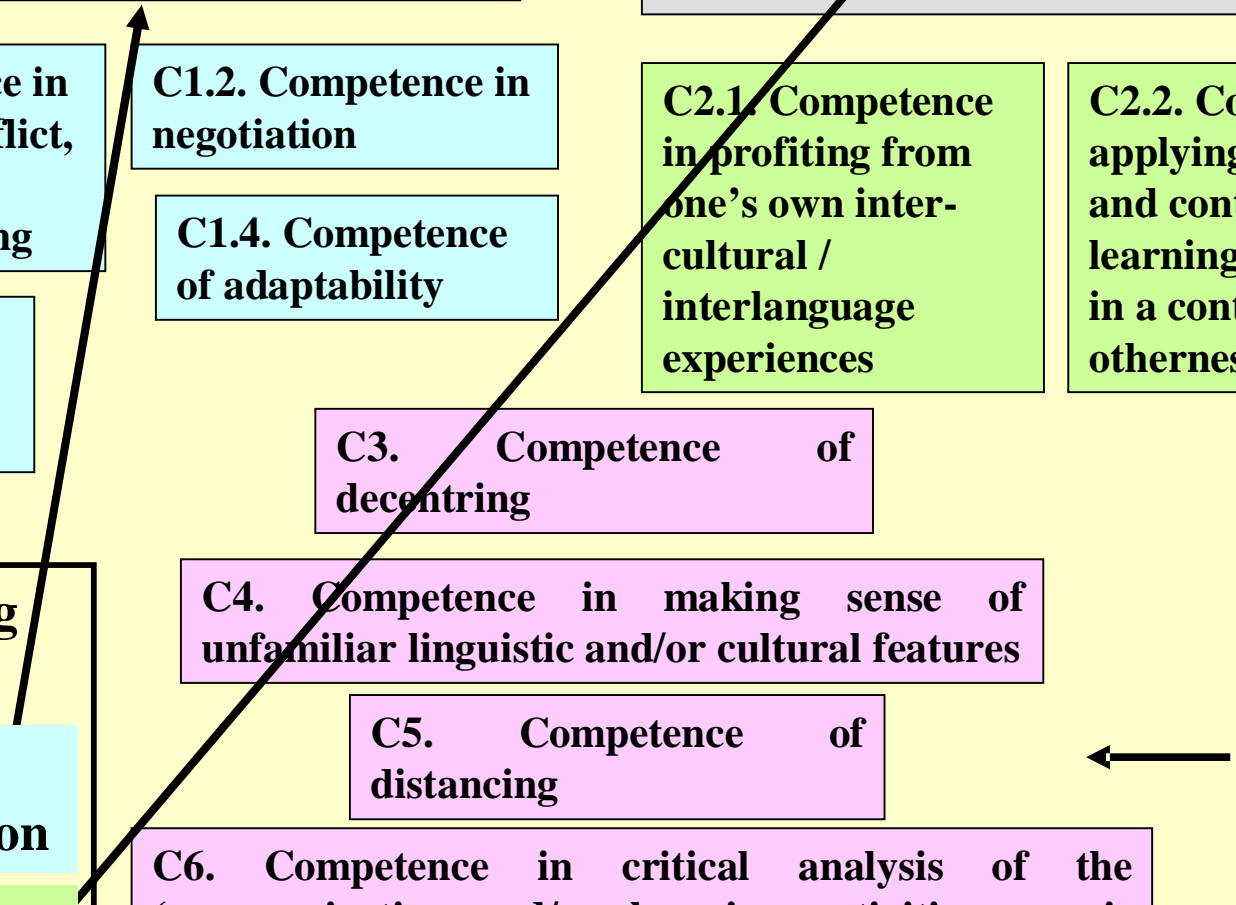 ce in
flict,
ng
C1.2. Competence in
negotiation
C1.4. Competence
of adaptability
C2.1. Competence
in profiting from
one’s own inter-
cultural /
interlanguage
experiences
C2.2. Co
applying
and cont
learning
in a cont
othernes
C3. Competence of
decentring
C4. Competence in making sense of
unfamiliar linguistic and/or cultural features
C5. Competence of
distancing
g
on
C6. Competence in critical analysis of the